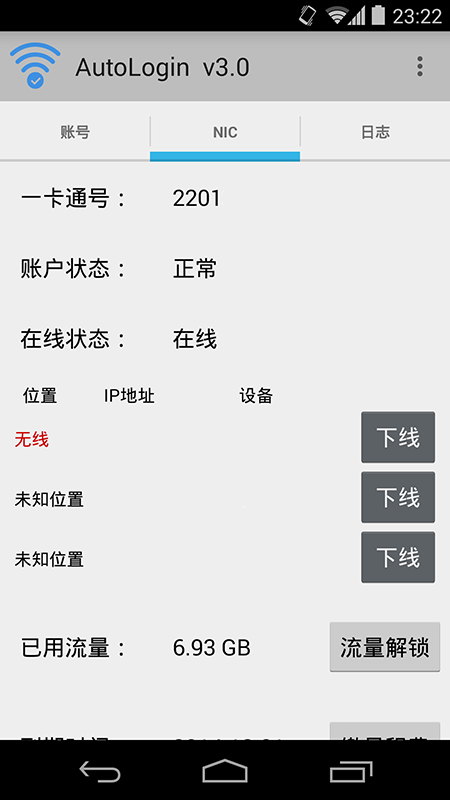 23:22
AutoLogin v3.0
账号 NIC 日志
一卡通号： 2201
账户状态： 正常
在线状态： 在线
位置 IP地址 设备
无线 下线
未知位置 下线
未知位置 下线
已用流量： 6.93 GB 流量解锁